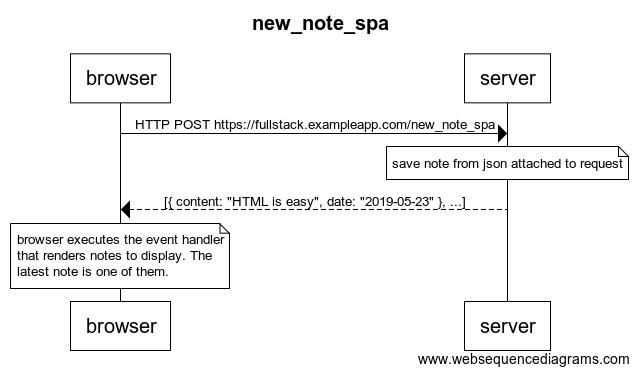 new_note_spa
browser
server
HTTP POST https://fullstack.exampleapp.com/new_note_spa
save note from json attached to request
[{ content: "HTML is easy", date: "2019-05-23" }, ...]
browser executes the event handler
that renders notes to display. The
latest note is one of them.
browser
server
www.websequencediagrams.com